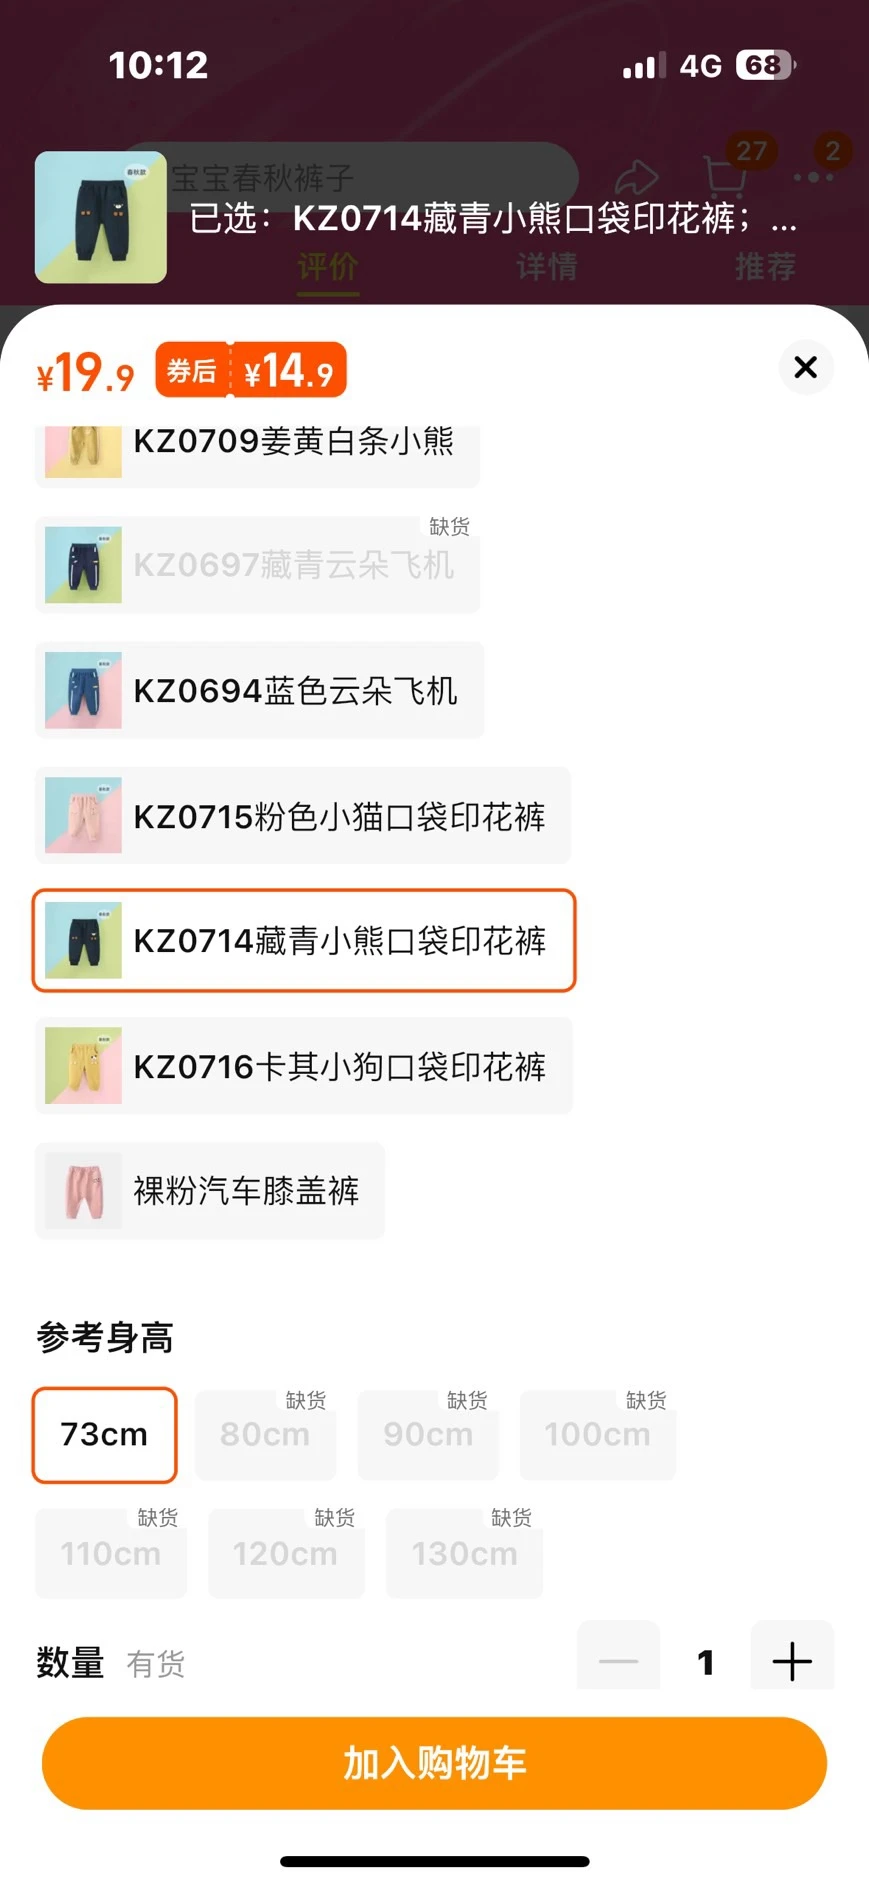 10:12
4G 68
27
2
宝宝春秋裤子
春秋款
已选：KZ0714藏青小熊口袋印花裤；...
评价 详情 推荐
¥19.9 券后 ¥14.9
KZ0709姜黄白条小熊
缺货
KZ0697藏青云朵飞机
KZ0694蓝色云朵飞机
KZ0715粉色小猫口袋印花裤
KZ0714藏青小熊口袋印花裤
KZ0716卡其小狗口袋印花裤
裸粉汽车膝盖裤
参考身高
缺货 缺货 缺货
73cm 80cm 90cm 100cm
缺货 缺货 缺货
110cm 120cm 130cm
数量 有货 1
加入购物车